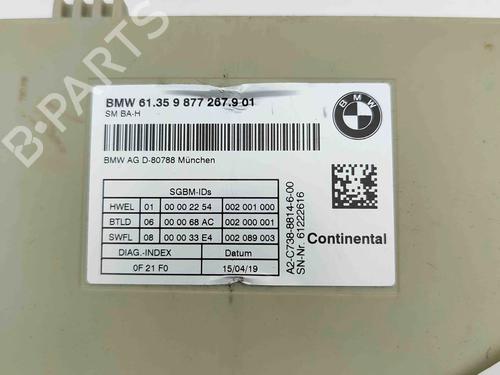 BMW 61.35 9 877 267.9 01
SM BA-H
BMW
BMW AG D-80788 München
SGBM-IDs
HWEL 01 00 00 22 54 002 001 000
BTLD 06 00 00 68 AC 002 000 001
SWFL 08 00 00 33 E4 002 089 003
DIAG.-INDEX Datum
0F 21 F0 15/04/19
Continental
A2-C738-8814-6-00
SN-Nr. 61222616
B-PARTS